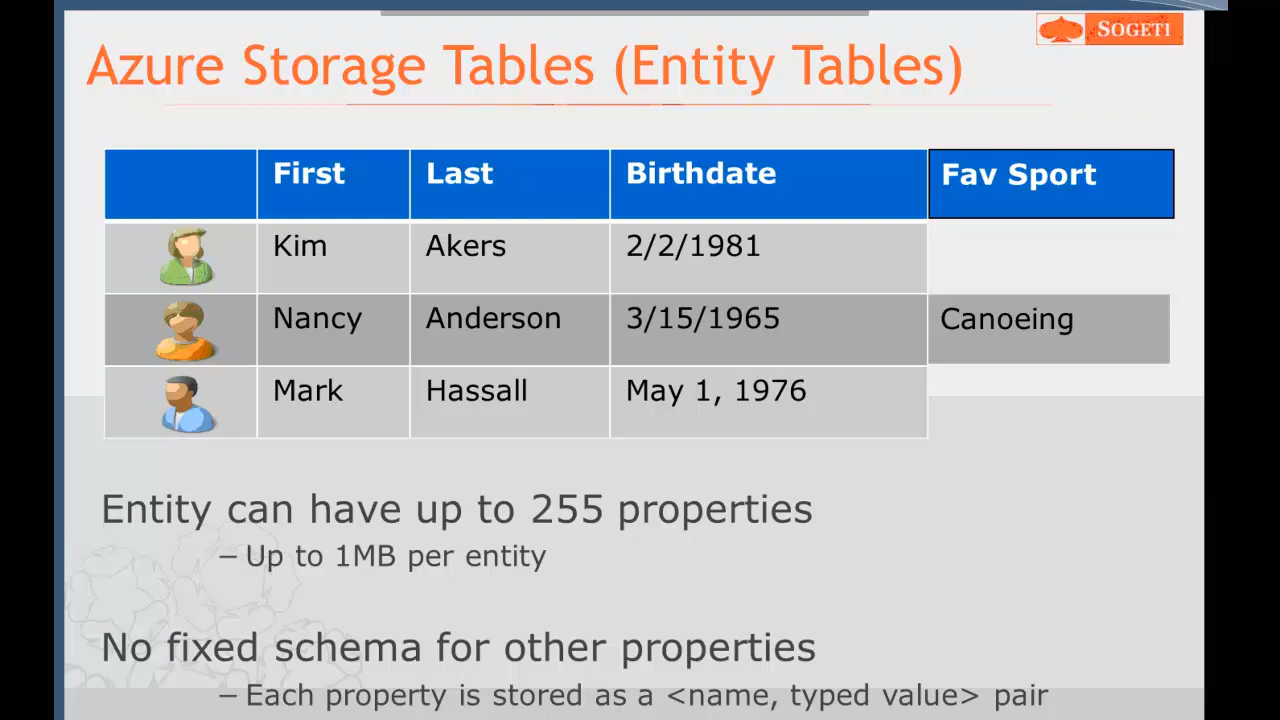 SOGETI
Azure Storage Tables (Entity Tables)
First Last Birthdate Fav Sport
Kim Akers 2/2/1981
Nancy Anderson 3/15/1965 Canoeing
Mark Hassall May 1, 1976
Entity can have up to 255 properties
– Up to 1MB per entity
No fixed schema for other properties
– Each property is stored as a <name, typed value> pair